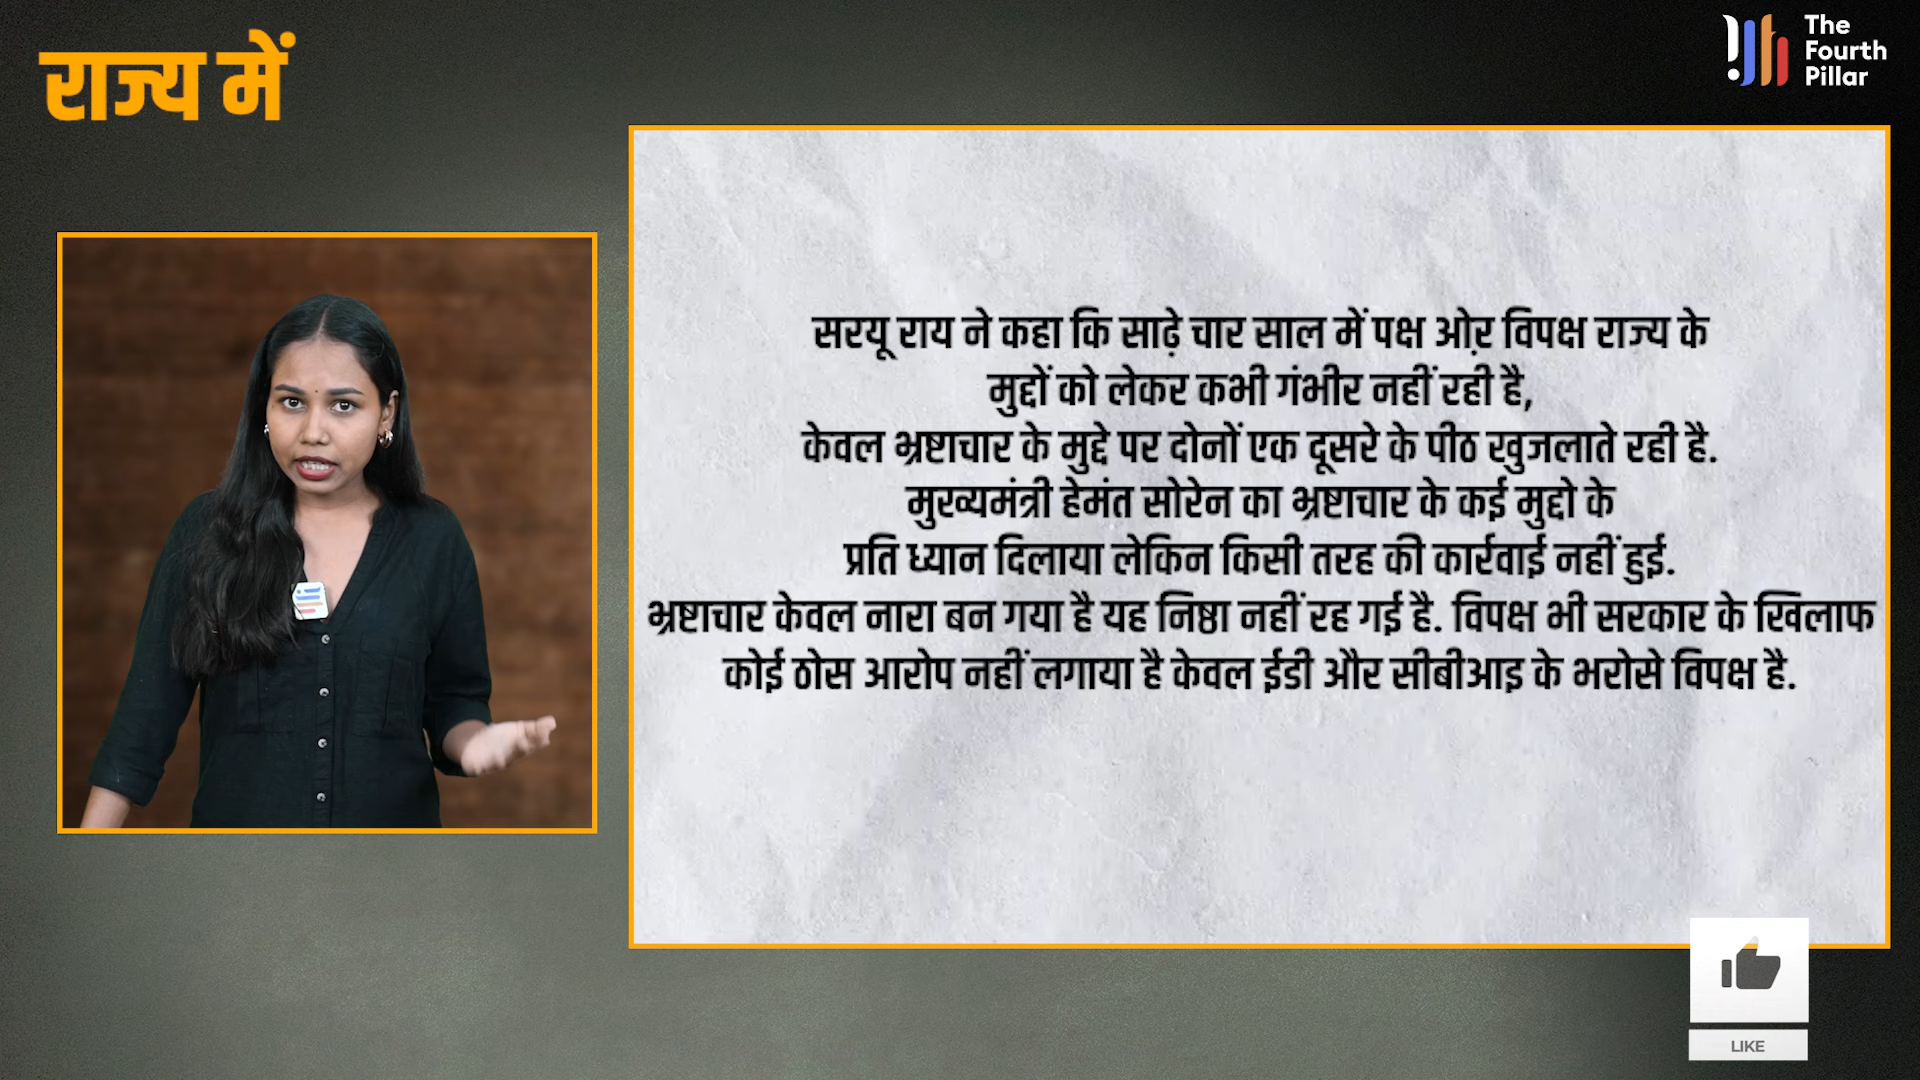 राज्य में
The
Fourth
Pillar
सरयू राय ने कहा कि साढ़े चार साल में पक्ष ओऱ विपक्ष राज्य के
मुद्दों को लेकर कभी गंभीर नहीं रही है,
केवल भ्रष्टाचार के मुद्दे पर दोनों एक दूसरे के पीठ खुजलाते रही है.
मुख्यमंत्री हेमंत सोरेन का भ्रष्टाचार के कई मुद्दो के
प्रति ध्यान दिलाया लेकिन किसी तरह की कार्रवाई नहीं हुई.
भ्रष्टाचार केवल नारा बन गया है यह निष्ठा नहीं रह गई है. विपक्ष भी सरकार के खिलाफ
कोई ठोस आरोप नहीं लगाया है केवल ईडी और सीबीआइ के भरोसे विपक्ष है.
LIKE